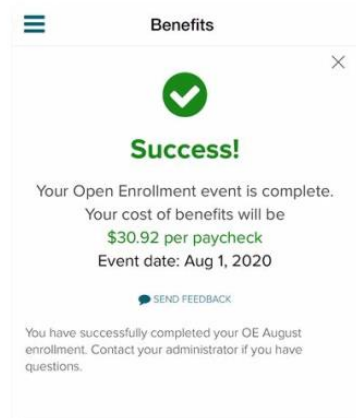 Benefits
Success!
Your Open Enrollment event is complete.
Your cost of benefits will be
$30.92 per paycheck
Event date: Aug 1, 2020
SEND FEEDBACK
You have successfully completed your OE August
enrollment. Contact your administrator if you have
questions.